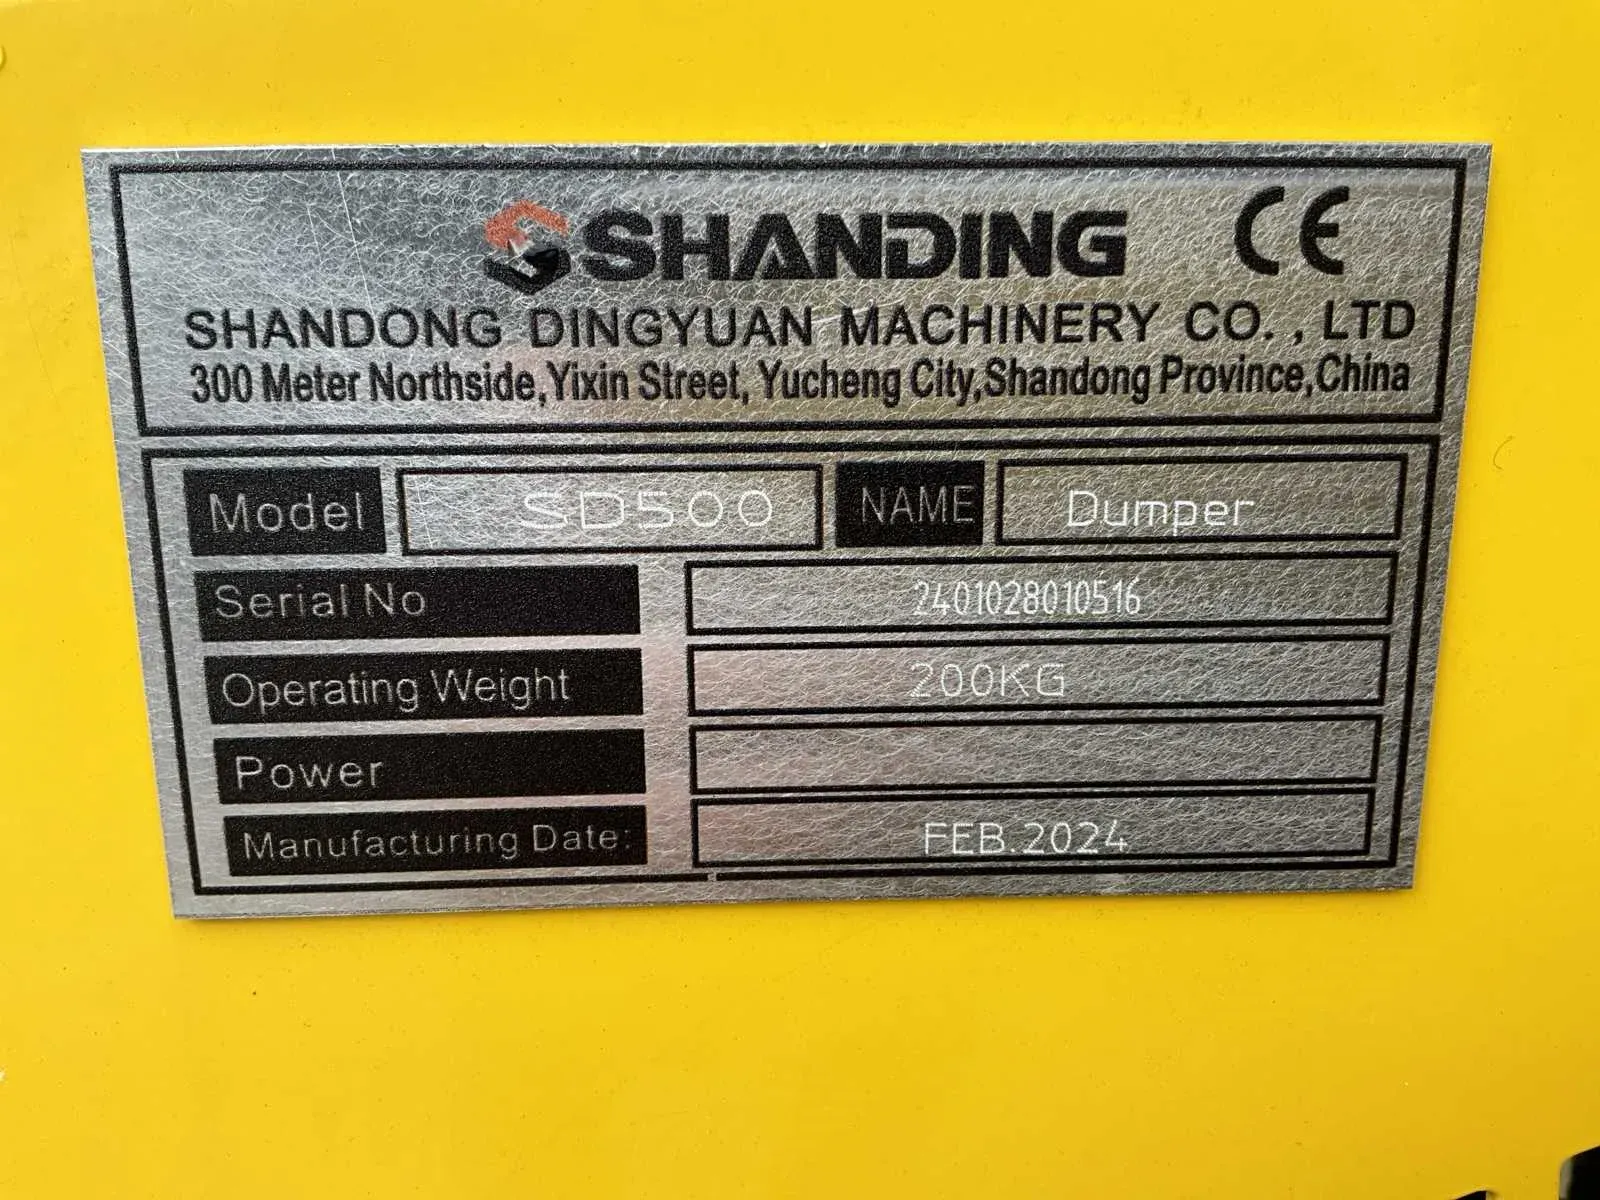 SHANDING CE
SHANDONG DINGYUAN MACHINERY CO. , LTD
300 Meter Northside,Yixin Street, Yucheng City,Shandong Province,China
Model SD500 NAME Dumper
Serial No 2401028010516
Operating Weight 200KG
Power
Manufacturing Date: FEB.2024